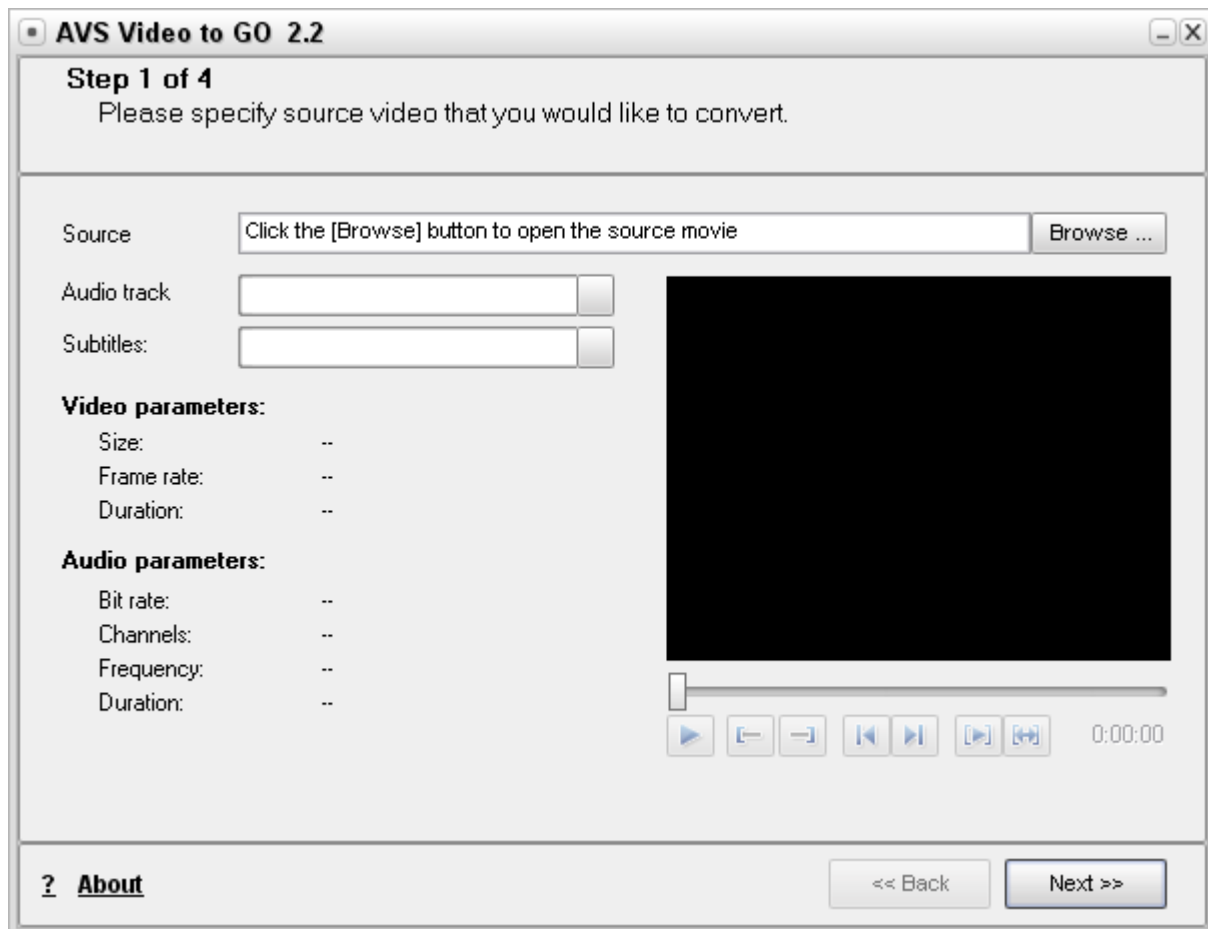 AVS Video to GO 2.2
Step 1 of 4
Please specify source video that you would like to convert.
Source
Click the [Browse] button to open the source movie
Browse ...
Audio track
Subtitles:
Video parameters:
Size: --
Frame rate: --
Duration: --
Audio parameters:
Bit rate: --
Channels: --
Frequency: --
Duration: --
0:00:00
? About
<< Back
Next >>